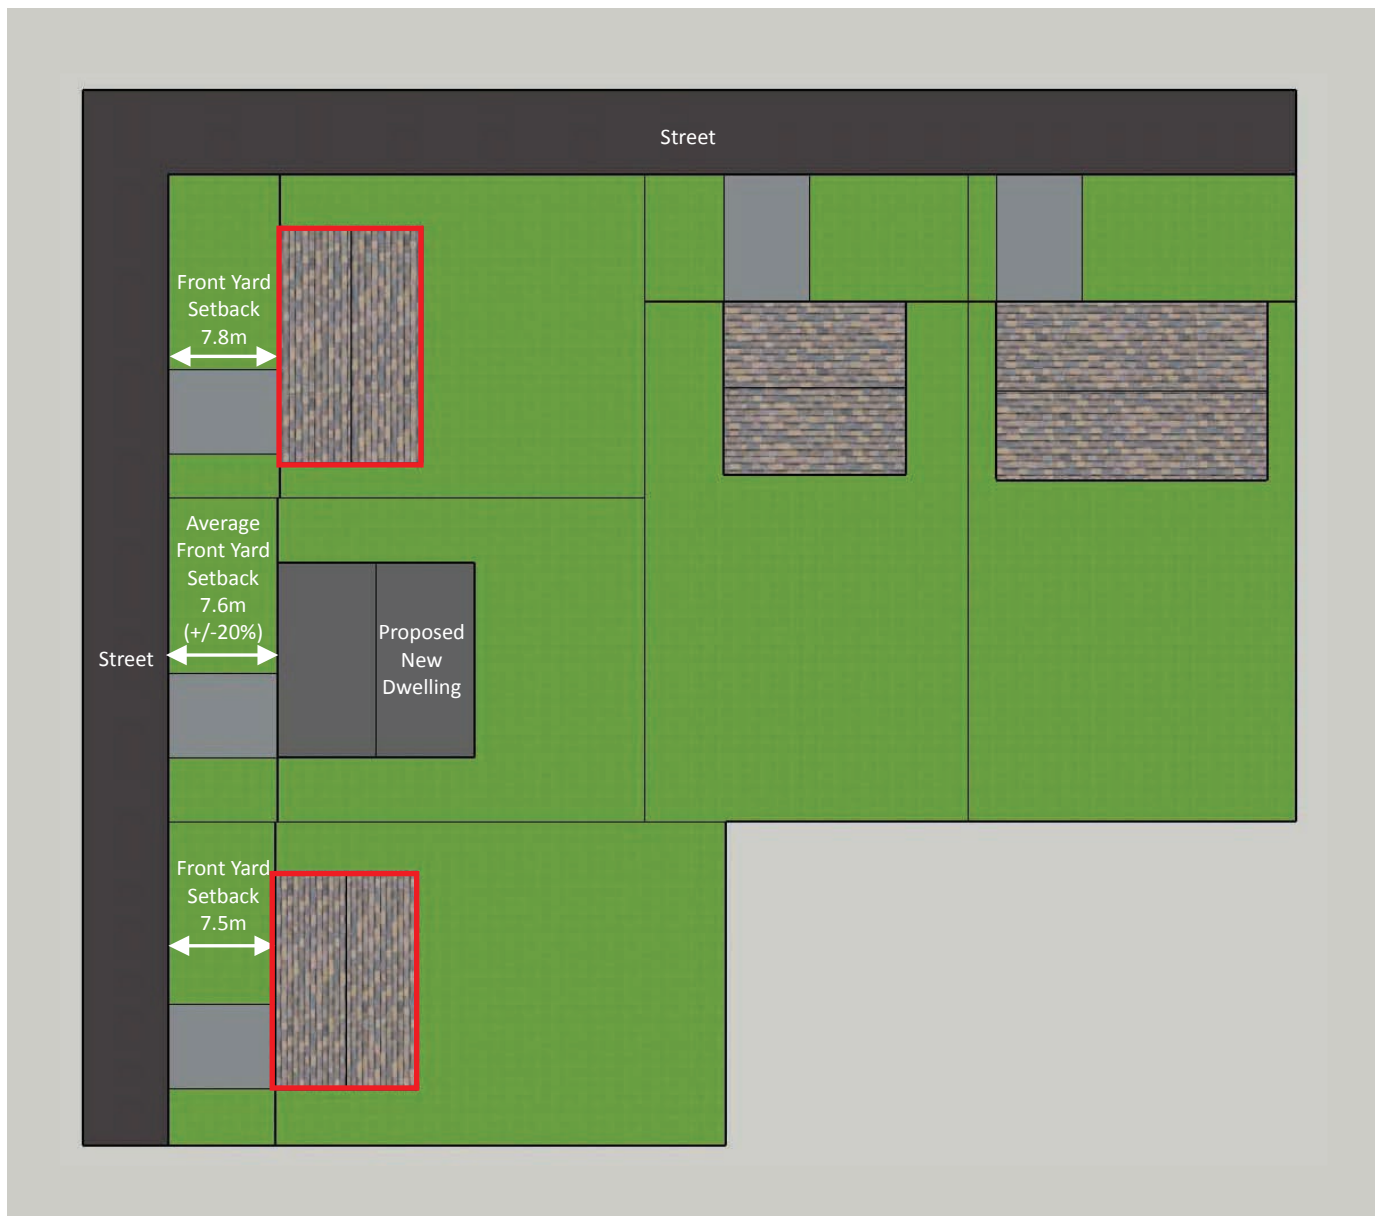 Street
Front Yard
Setback
7.8m
Average
Front Yard
Setback
7.6m
(+/-20%)
Street
Proposed
New
Dwelling
Front Yard
Setback
7.5m